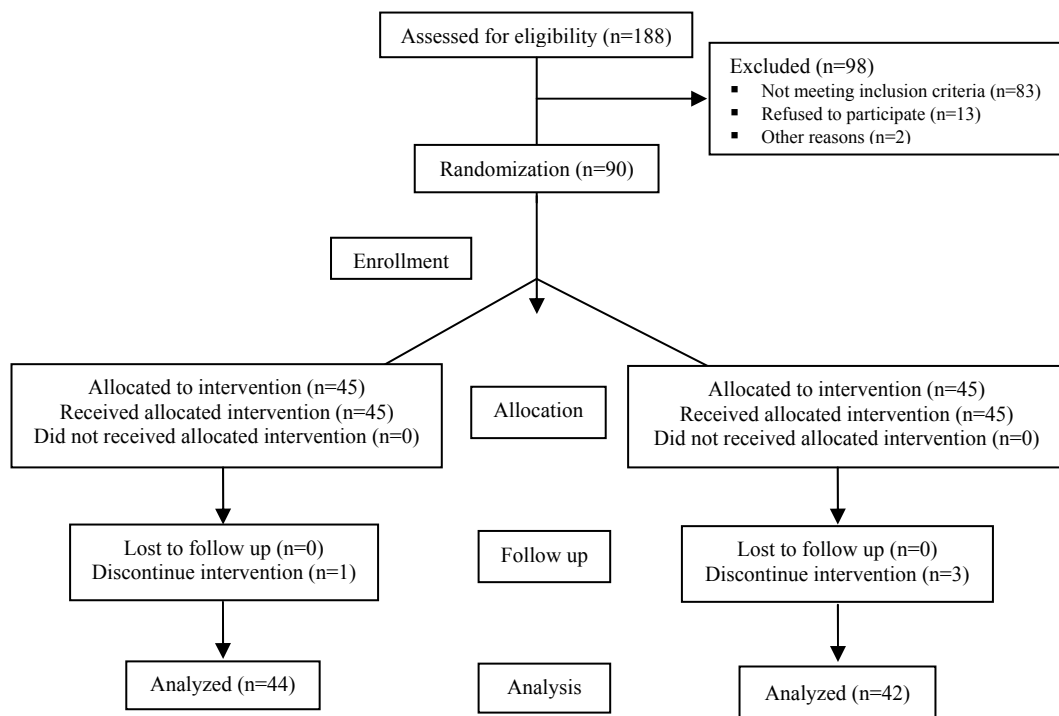 Assessed for eligibility (n=188)
Excluded (n=98)
▪ Not meeting inclusion criteria (n=83)
▪ Refused to participate (n=13)
▪ Other reasons (n=2)
Randomization (n=90)
Enrollment
Allocated to intervention (n=45)
Received allocated intervention (n=45)
Did not received allocated intervention (n=0)
Allocation
Allocated to intervention (n=45)
Received allocated intervention (n=45)
Did not received allocated intervention (n=0)
Lost to follow up (n=0)
Discontinue intervention (n=1)
Follow up
Lost to follow up (n=0)
Discontinue intervention (n=3)
Analyzed (n=44)
Analysis
Analyzed (n=42)